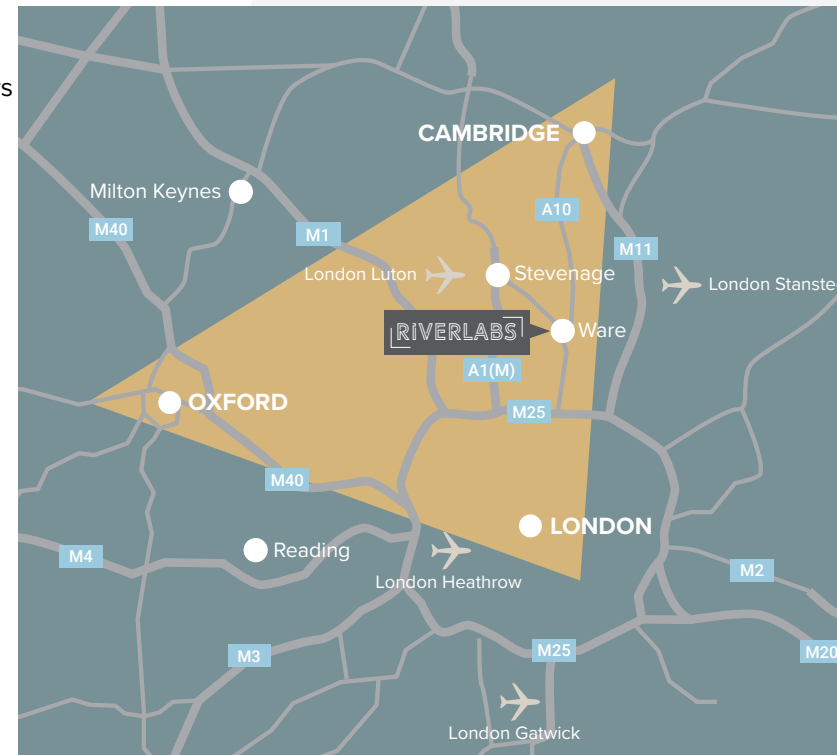 s
CAMBRIDGE
Milton Keynes
A10
M40
M1
M11
London Luton
Stevenage
London Stanste
RiVERLABS
Ware
A1(M)
OXFORD
M25
M40
LONDON
Reading
M4
London Heathrow
M2
M3
M25
M20
London Gatwick